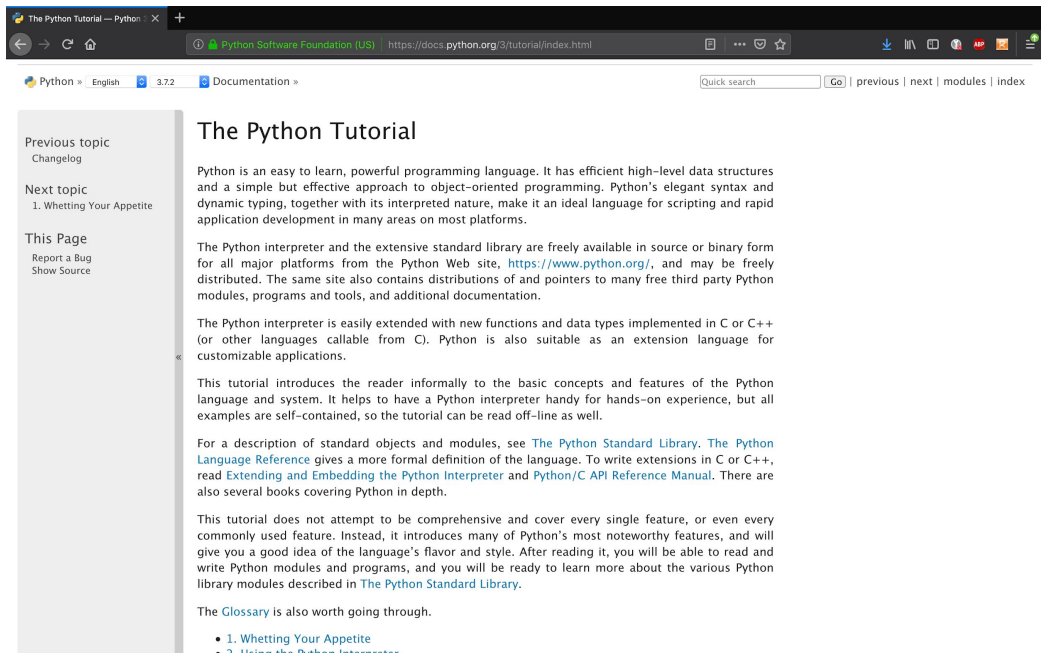 The Python Tutorial — Python 3
Python Software Foundation (US) https://docs.python.org/3/tutorial/index.html
ABP
Python » English 3.7.2 Documentation »
Quick search Go | previous | next | modules | index
Previous topic
Changelog
Next topic
1. Whetting Your Appetite
This Page
Report a Bug
Show Source
«
The Python Tutorial
Python is an easy to learn, powerful programming language. It has efficient high-level data structures
and a simple but effective approach to object-oriented programming. Python's elegant syntax and
dynamic typing, together with its interpreted nature, make it an ideal language for scripting and rapid
application development in many areas on most platforms.
The Python interpreter and the extensive standard library are freely available in source or binary form
for all major platforms from the Python Web site, https://www.python.org/, and may be freely
distributed. The same site also contains distributions of and pointers to many free third party Python
modules, programs and tools, and additional documentation.
The Python interpreter is easily extended with new functions and data types implemented in C or C++
(or other languages callable from C). Python is also suitable as an extension language for
customizable applications.
This tutorial introduces the reader informally to the basic concepts and features of the Python
language and system. It helps to have a Python interpreter handy for hands-on experience, but all
examples are self-contained, so the tutorial can be read off-line as well.
For a description of standard objects and modules, see The Python Standard Library. The Python
Language Reference gives a more formal definition of the language. To write extensions in C or C++,
read Extending and Embedding the Python Interpreter and Python/C API Reference Manual. There are
also several books covering Python in depth.
This tutorial does not attempt to be comprehensive and cover every single feature, or even every
commonly used feature. Instead, it introduces many of Python's most noteworthy features, and will
give you a good idea of the language's flavor and style. After reading it, you will be able to read and
write Python modules and programs, and you will be ready to learn more about the various Python
library modules described in The Python Standard Library.
The Glossary is also worth going through.
• 1. Whetting Your Appetite
• 2. Using the Python Interpreter